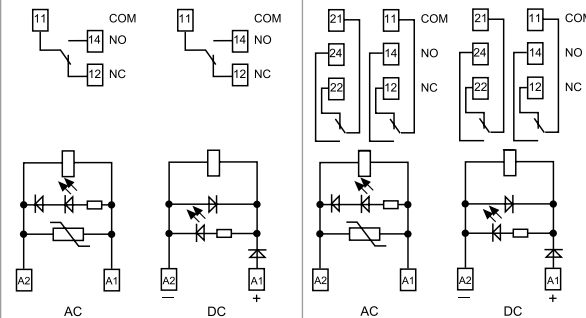 11 COM 11 COM 21 11 COM 21 11 COM
14 NO 14 NO 24 14 NO 24 14 NO
12 NC 12 NC 22 12 NC 22 12 NC
A2 A1 A2 A1 A2 A1 A2 A1
— + — +
AC DC AC DC